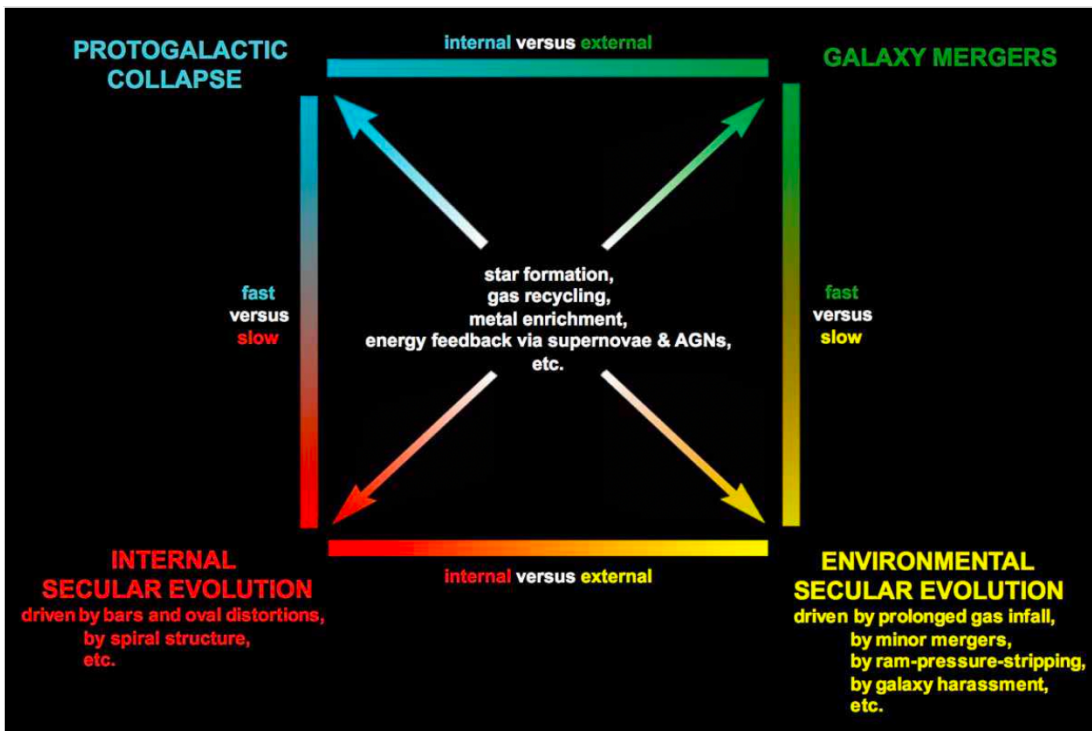 PROTOGALACTIC
COLLAPSE
internal versus external
GALAXY MERGERS
star formation,
gas recycling,
metal enrichment,
energy feedback via supernovae & AGNs,
etc.
fast
versus
slow
fast
versus
slow
INTERNAL
SECULAR EVOLUTION
driven by bars and oval distortions,
by spiral structure,
etc.
internal versus external
ENVIRONMENTAL
SECULAR EVOLUTION
driven by prolonged gas infall,
by minor mergers,
by ram-pressure-stripping,
by galaxy harassment,
etc.